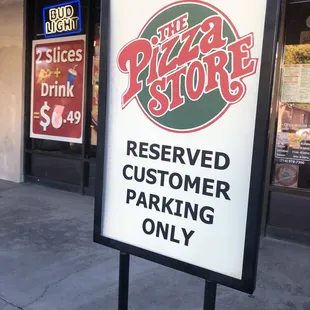 BUD
LIGHT
2 Slices
+
Drink
=$6.49
THE
Pizza
STORE
RESERVED
CUSTOMER
PARKING
ONLY